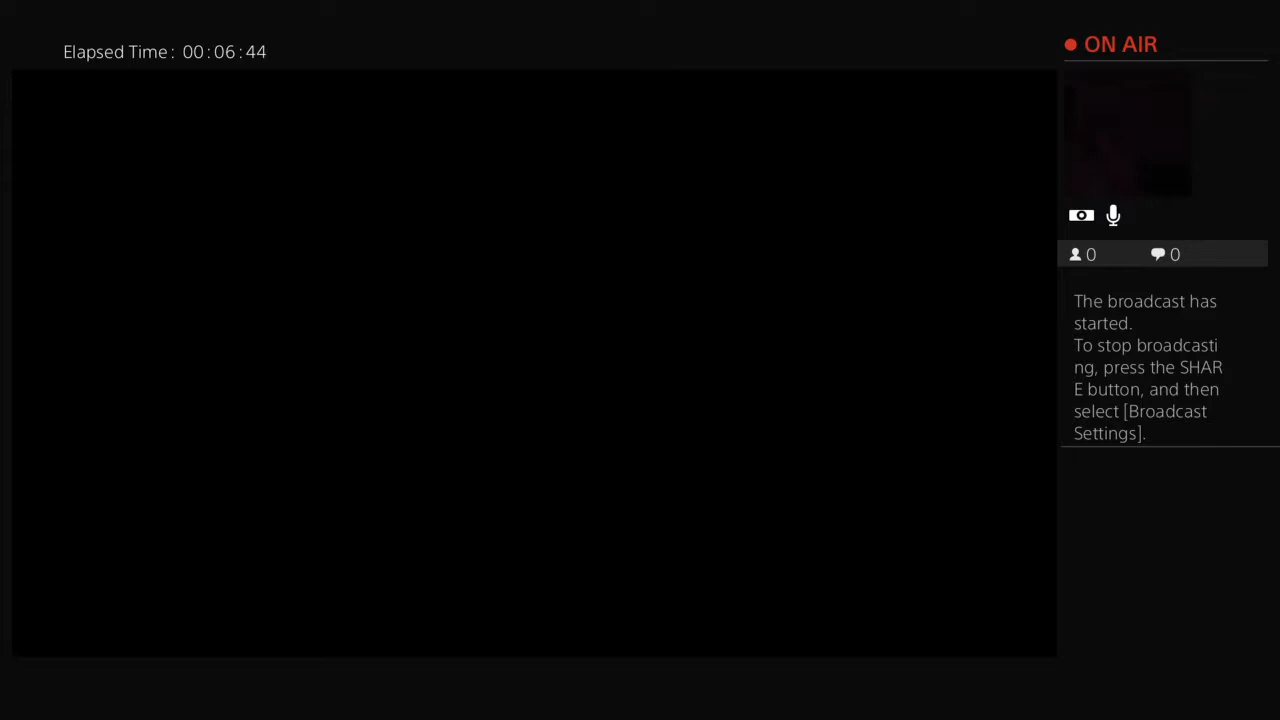 Elapsed Time: 00:06:44
ON AIR
0 0
The broadcast has
started.
To stop broadcasti
ng, press the SHAR
E button, and then
select [Broadcast
Settings].